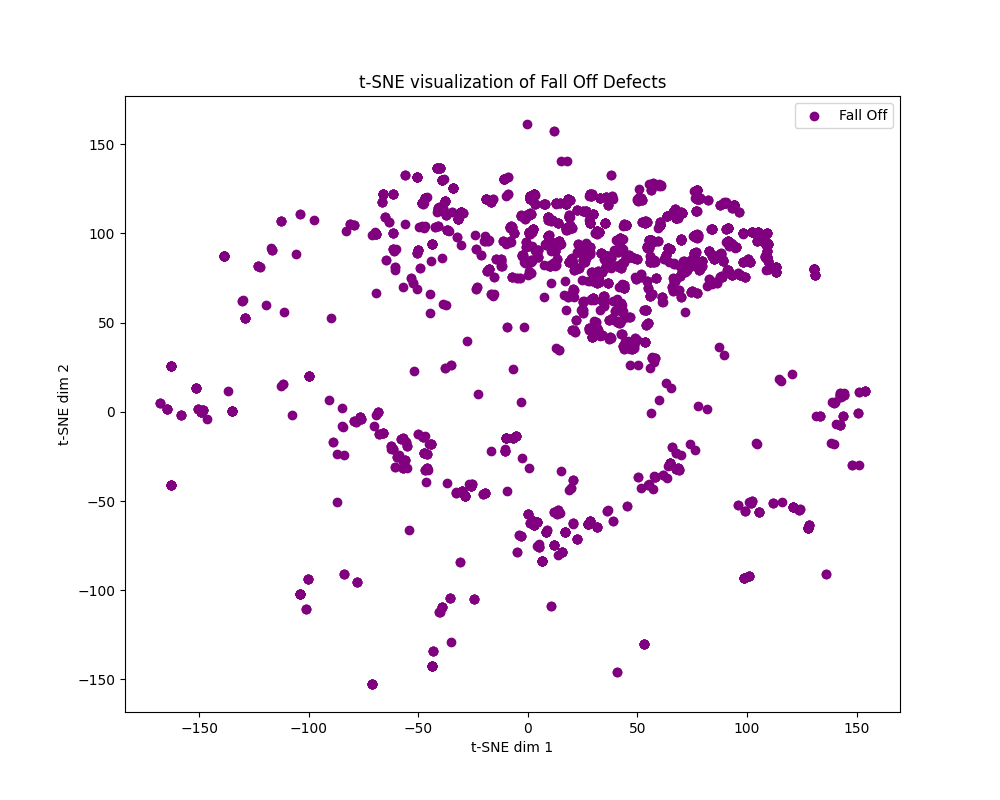 t-SNE visualization of Fall Off Defects
Fall Off
150
100
50
0
−50
−100
−150
t-SNE dim 2
−150 −100 −50 0 50 100 150
t-SNE dim 1